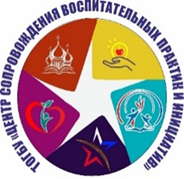 ТОГБУ «ЦЕНТР СОПРОВОЖДЕНИЯ ВОСПИТАТЕЛЬНЫХ ПРАКТИК И ИНИЦИАТИВ»